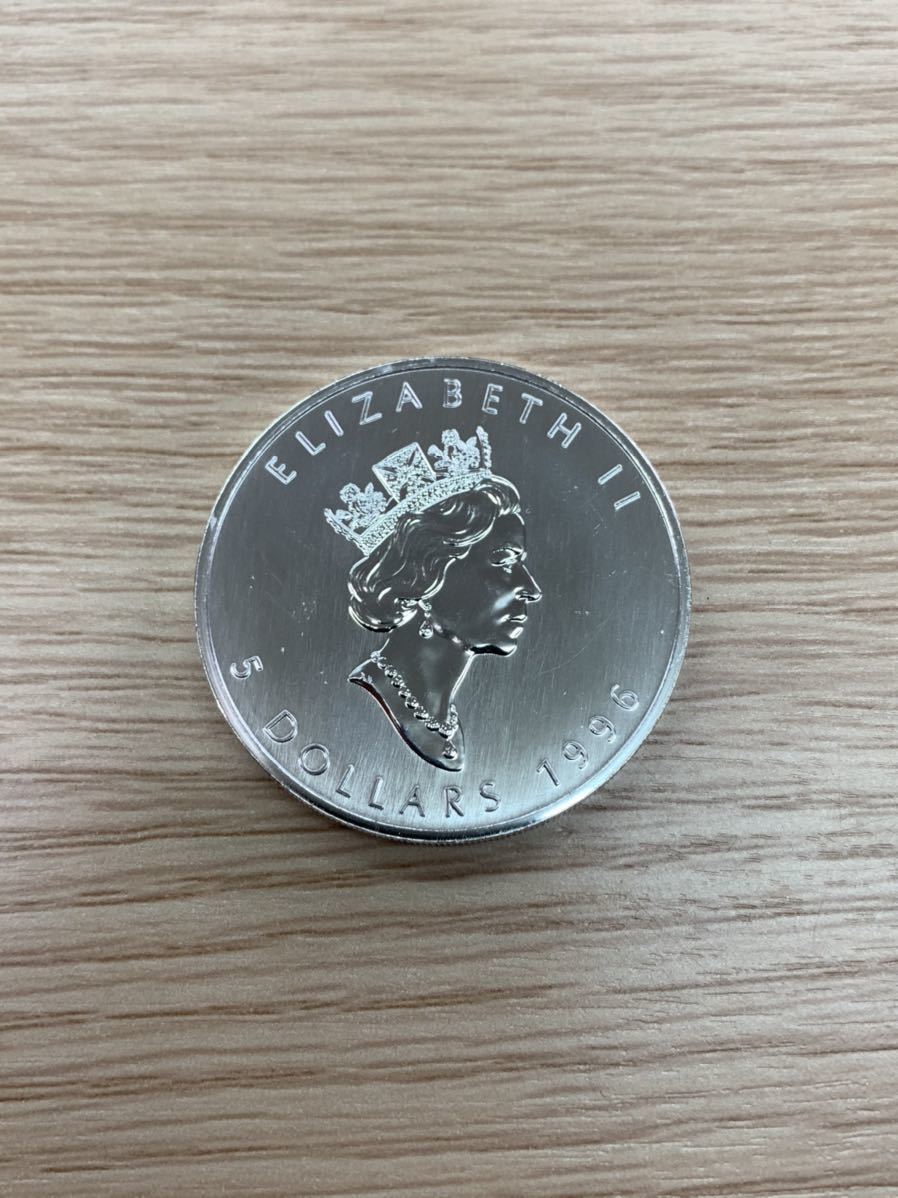 ELIZABETH II
5 DOLLARS 1996